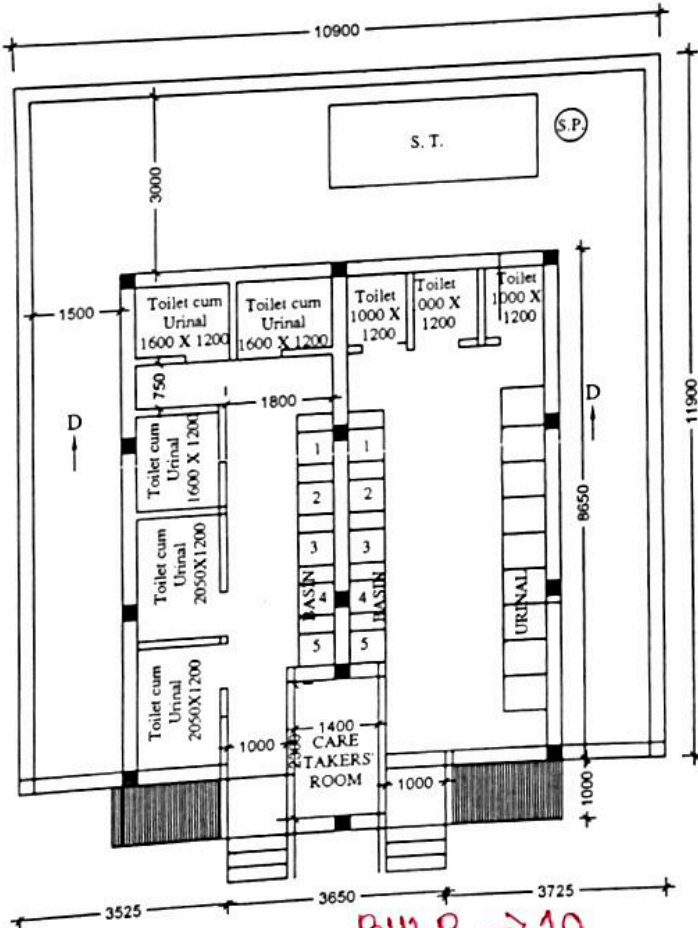 10900
S. T.
S.P.
3000
1500
Toilet cum
Urinal
1600 X 1200
Toilet cum
Urinal
1600 X 1200
Toilet
1000 X
1200
Toilet
000 X
1200
Toilet
1000 X
1200
750
1800
D
D
11900
8650
Toilet cum
Urinal
1600 X 1200
Toilet cum
Urinal
2050X1200
Toilet cum
Urinal
2050X1200
1
2
3
4
5
BASIN
1
2
3
4
5
BASIN
URINAL
1000
1400
CARE
TAKERS'
ROOM
1000
1000
3525
3650
3725